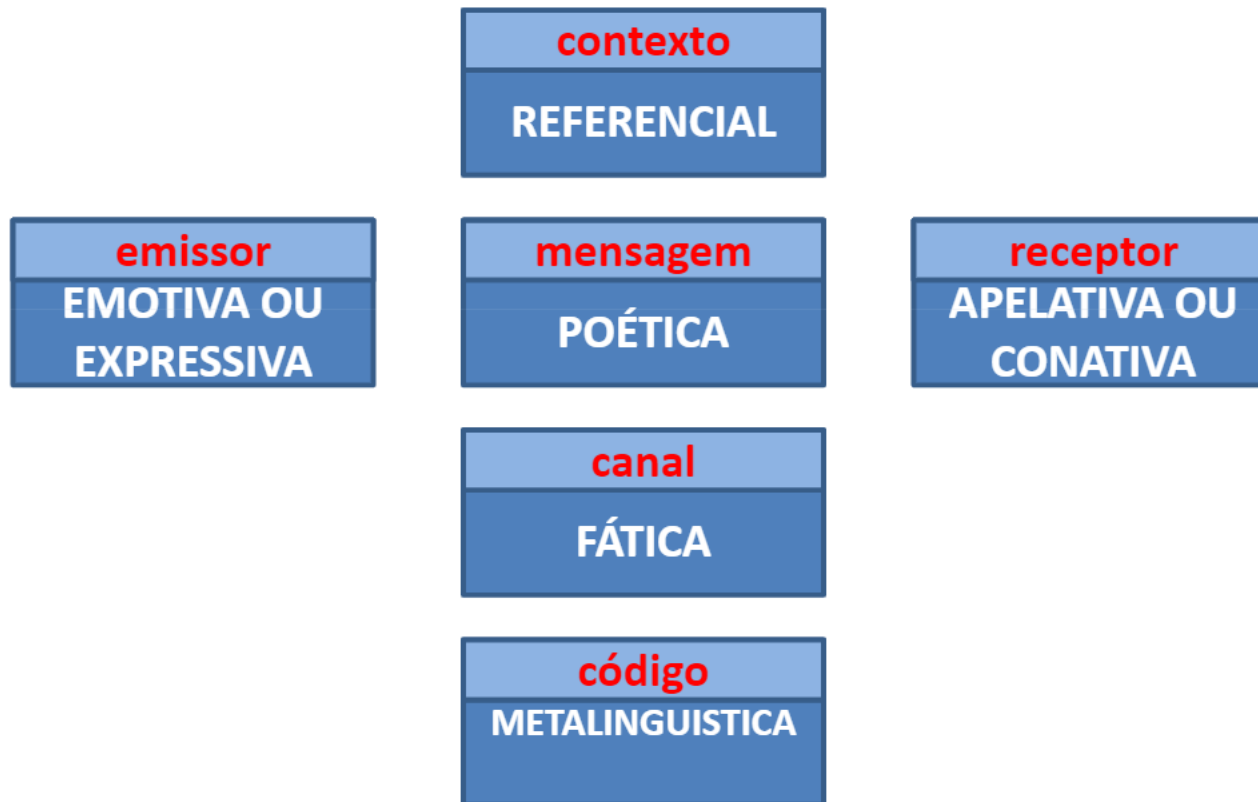 contexto
REFERENCIAL
emissor
EMOTIVA OU
EXPRESSIVA
mensagem
POÉTICA
receptor
APELATIVA OU
CONATIVA
canal
FÁTICA
código
METALINGUISTICA